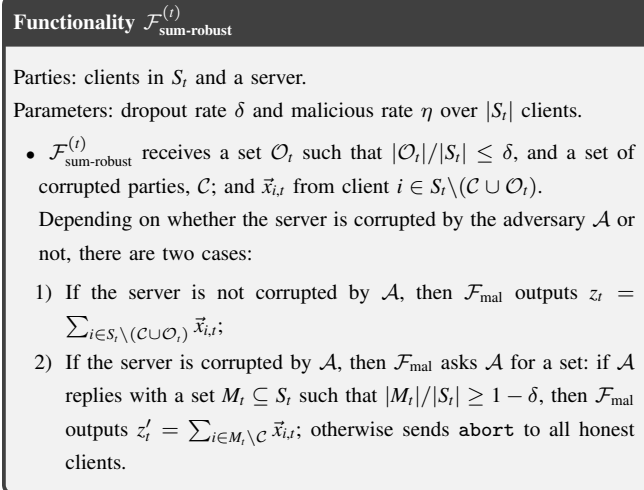 Functionality $\mathcal{F}^{(t)}_{\text{sum-robust}}$
Parties: clients in $S_t$ and a server.
Parameters: dropout rate $\delta$ and malicious rate $\eta$ over $|S_t|$ clients.
• $\mathcal{F}^{(t)}_{\text{sum-robust}}$ receives a set $\mathcal{O}_t$ such that $|\mathcal{O}_t|/|S_t| \leq \delta$, and a set of
corrupted parties, $\mathcal{C}$; and $\vec{x}_{i,t}$ from client $i \in S_t \backslash (\mathcal{C} \cup \mathcal{O}_t)$.
Depending on whether the server is corrupted by the adversary $\mathcal{A}$ or
not, there are two cases:
1) If the server is not corrupted by $\mathcal{A}$, then $\mathcal{F}_{\text{mal}}$ outputs $z_t =$
$\sum_{i \in S_t \backslash (\mathcal{C} \cup \mathcal{O}_t)} \vec{x}_{i,t}$;
2) If the server is corrupted by $\mathcal{A}$, then $\mathcal{F}_{\text{mal}}$ asks $\mathcal{A}$ for a set: if $\mathcal{A}$
replies with a set $M_t \subseteq S_t$ such that $|M_t|/|S_t| \geq 1 - \delta$, then $\mathcal{F}_{\text{mal}}$
outputs $z'_t = \sum_{i \in M_t \backslash \mathcal{C}} \vec{x}_{i,t}$; otherwise sends abort to all honest
clients.